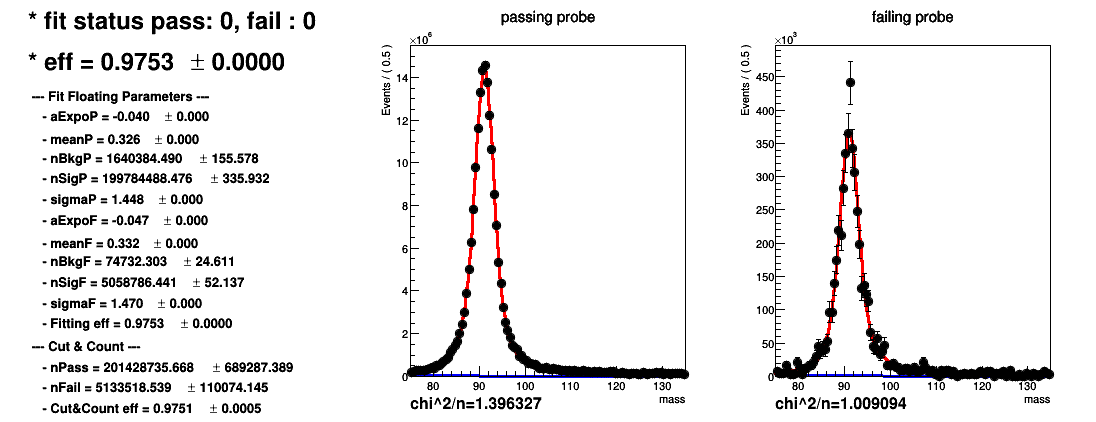 * fit status pass: 0, fail : 0
* eff = 0.9753 ± 0.0000
--- Fit Floating Parameters ---
- aExpoP = -0.040 ± 0.000
- meanP = 0.326 ± 0.000
- nBkgP = 1640384.490 ± 155.578
- nSigP = 199784488.476 ± 335.932
- sigmaP = 1.448 ± 0.000
- aExpoF = -0.047 ± 0.000
- meanF = 0.332 ± 0.000
- nBkgF = 74732.303 ± 24.611
- nSigF = 5058786.441 ± 52.137
- sigmaF = 1.470 ± 0.000
- Fitting eff = 0.9753 ± 0.0000
--- Cut & Count ---
- nPass = 201428735.668 ± 689287.389
- nFail = 5133518.539 ± 110074.145
- Cut&Count eff = 0.9751 ± 0.0005
passing probe
×10^6
Events / ( 0.5 )
14
12
10
8
6
4
2
0
80 90 100 110 120 130
mass
chi^2/n=1.396327
failing probe
×10^3
Events / ( 0.5 )
450
400
350
300
250
200
150
100
50
0
80 90 100 110 120 130
mass
chi^2/n=1.009094